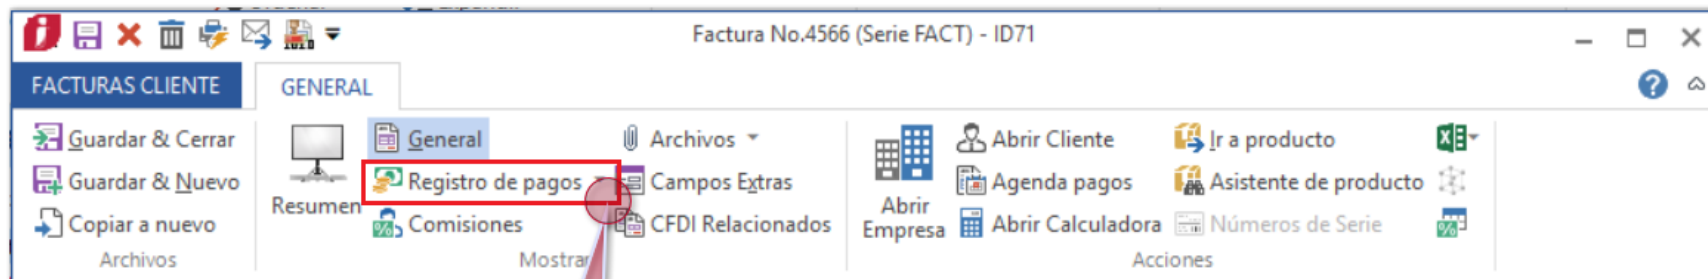 Factura No.4566 (Serie FACT) - ID71
FACTURAS CLIENTE
GENERAL
Guardar & Cerrar
Guardar & Nuevo
Copiar a nuevo
Archivos
Resumen
General
Registro de pagos
Comisiones
Archivos
Campos Extras
CFDI Relacionados
Mostrar
Abrir
Empresa
Abrir Cliente
Agenda pagos
Abrir Calculadora
Ir a producto
Asistente de producto
Números de Serie
Acciones